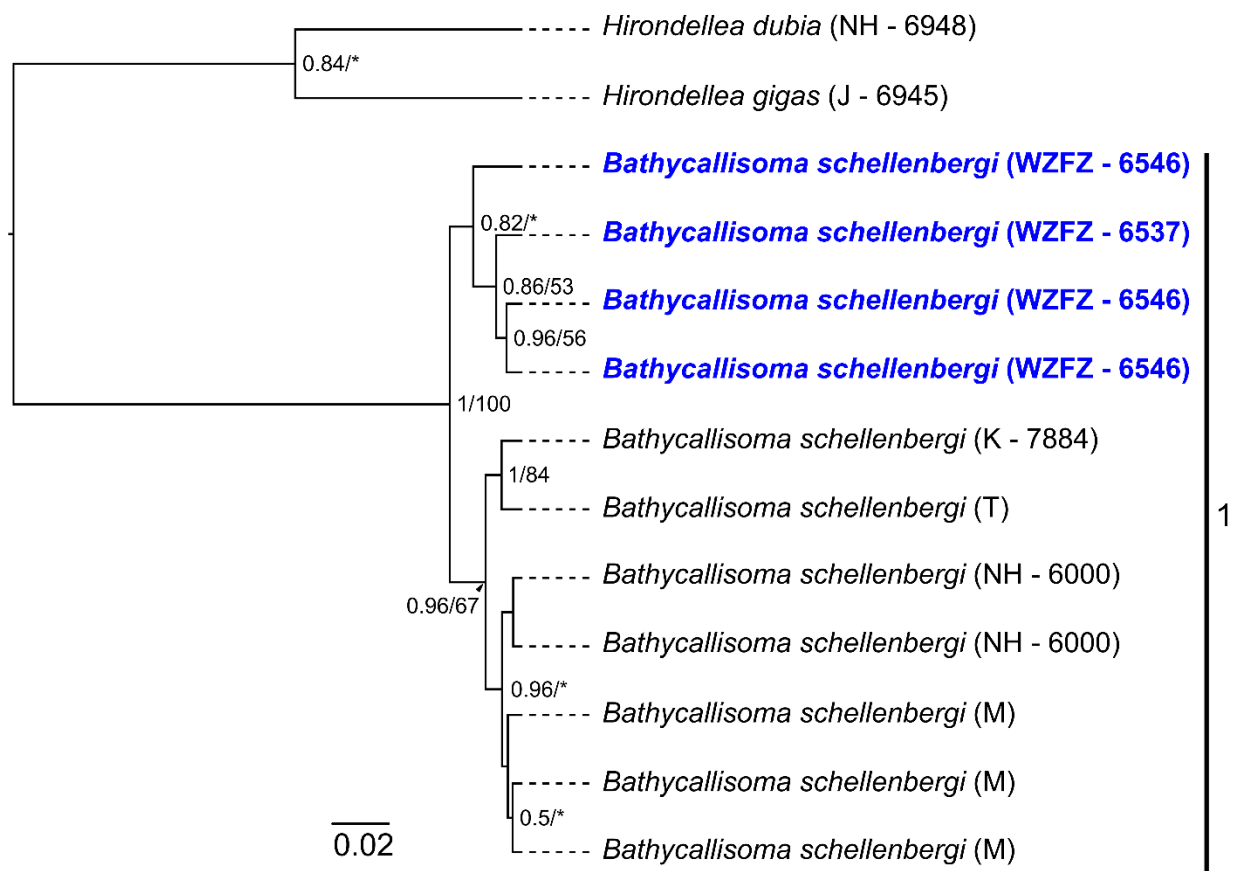 Hirondellea dubia (NH - 6948)
0.84/*
Hirondellea gigas (J - 6945)
Bathycallisoma schellenbergi (WZFZ - 6546)
0.82/*
Bathycallisoma schellenbergi (WZFZ - 6537)
0.86/53
Bathycallisoma schellenbergi (WZFZ - 6546)
0.96/56
Bathycallisoma schellenbergi (WZFZ - 6546)
1/100
Bathycallisoma schellenbergi (K - 7884)
1/84
Bathycallisoma schellenbergi (T)
1
Bathycallisoma schellenbergi (NH - 6000)
0.96/67
Bathycallisoma schellenbergi (NH - 6000)
0.96/*
Bathycallisoma schellenbergi (M)
Bathycallisoma schellenbergi (M)
0.5/*
0.02
Bathycallisoma schellenbergi (M)